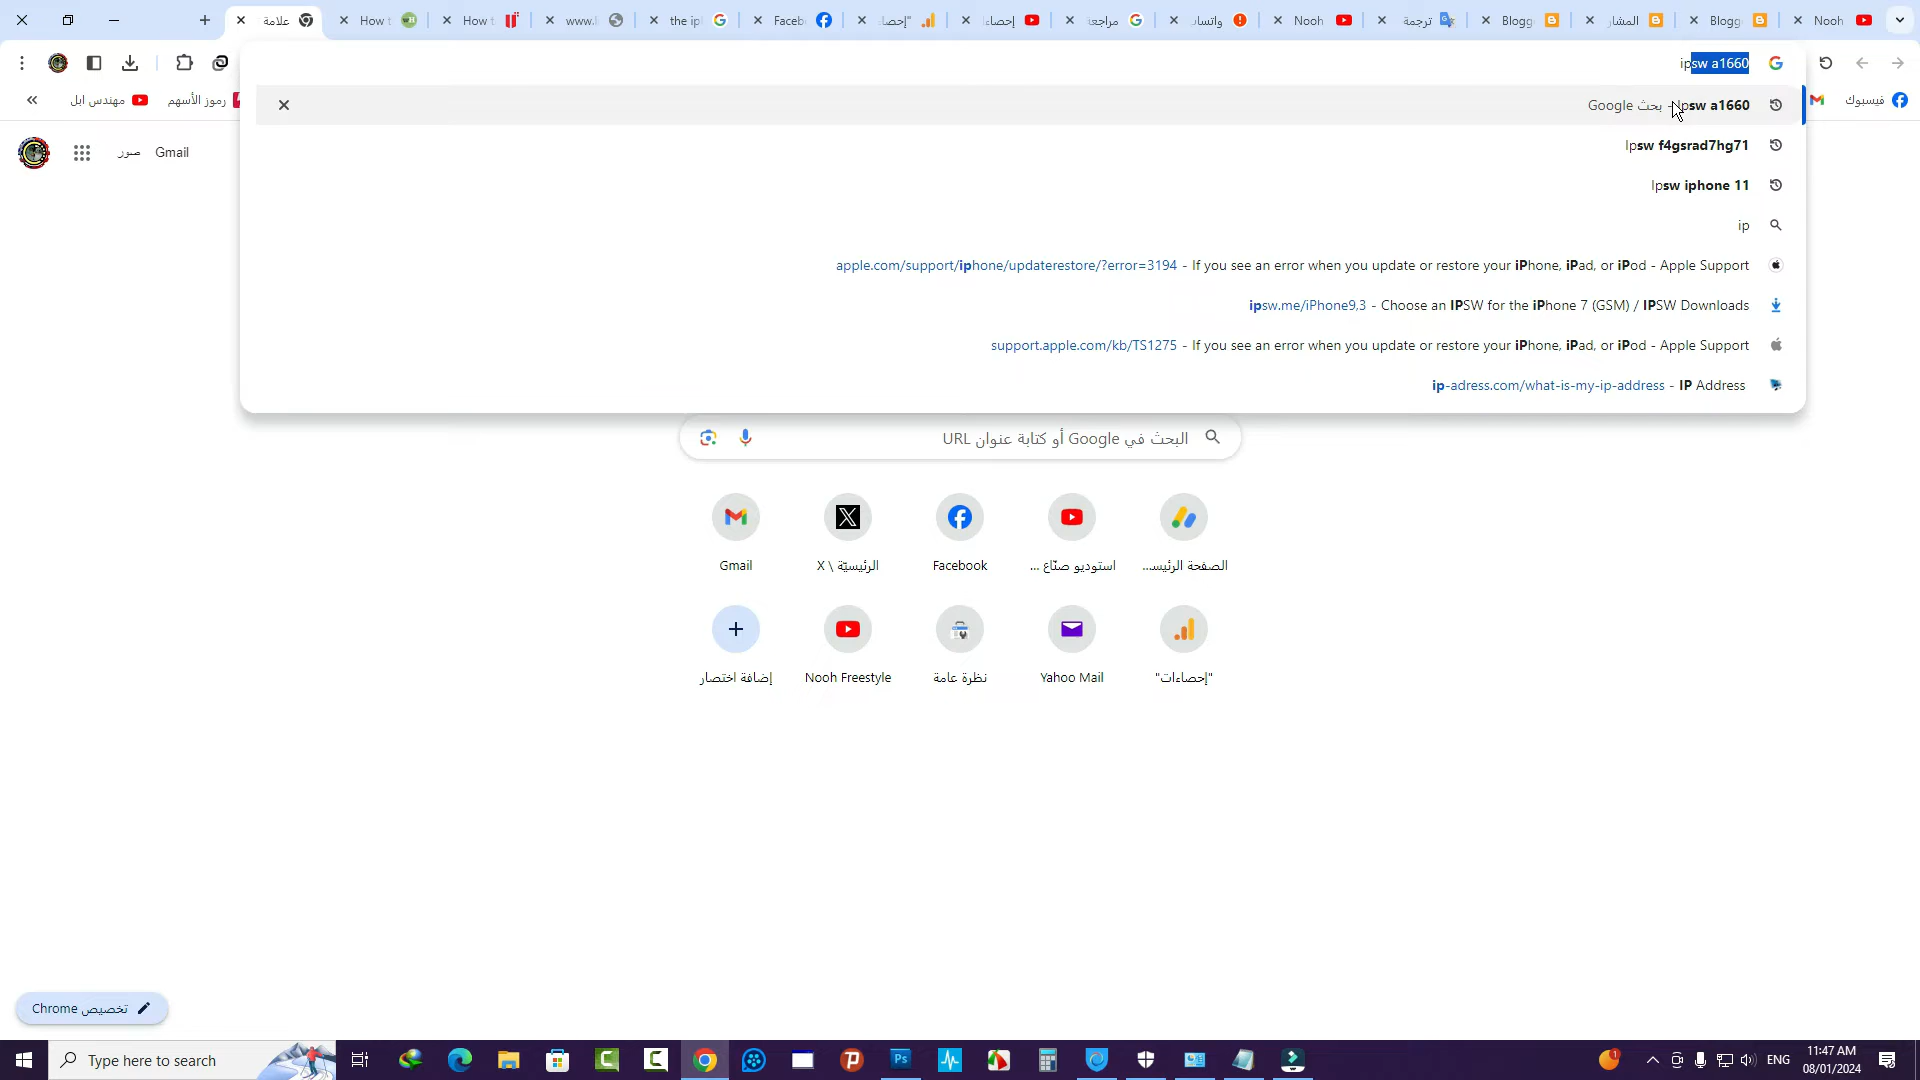 علامة
How t
How t
www.
the ip
Faceb
"إحصا
إحصاء
مراجعة
واتسا
Nooh
ترجمة
Blogg
المشار
Blogg
Nooh
ipsw a1660
مهندس ابل
رموز الأسهم
فيسبوك
Ipsw a1660 - بحث Google
Ipsw f4gsrad7hg71
Ipsw iphone 11
ip
apple.com/support/iphone/updaterestore/?error=3194 - If you see an error when you update or restore your iPhone, iPad, or iPod - Apple Support
ipsw.me/iPhone9,3 - Choose an IPSW for the iPhone 7 (GSM) / IPSW Downloads
support.apple.com/kb/TS1275 - If you see an error when you update or restore your iPhone, iPad, or iPod - Apple Support
ip-adress.com/what-is-my-ip-address - IP Address
صور Gmail
البحث في Google أو كتابة عنوان URL
Gmail
الرئيسيّة \ X
Facebook
استوديو صنّاع ...
الصفحة الرئيسـ...
إضافة اختصار
Nooh Freestyle
نظرة عامة
Yahoo Mail
"إحصاءات"
تخصيص Chrome
Type here to search
Ps
1
ENG
11:47 AM
08/01/2024